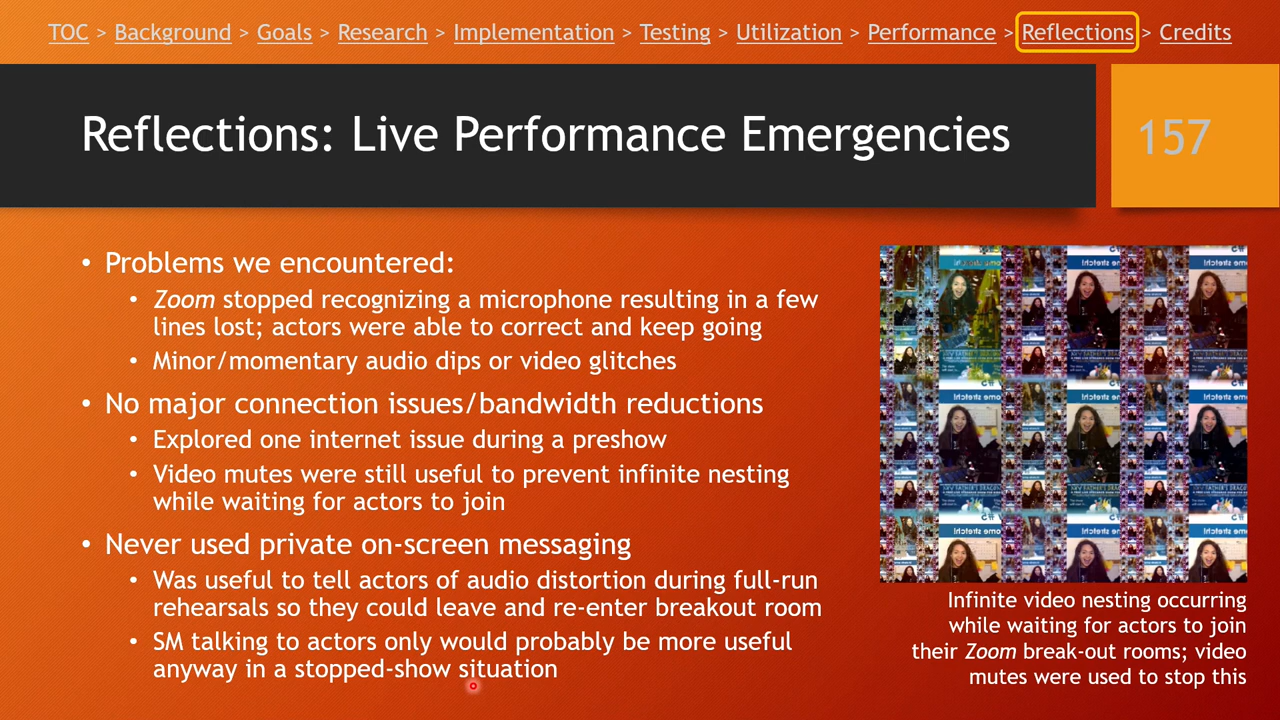 TOC > Background > Goals > Research > Implementation > Testing > Utilization > Performance > Reflections > Credits
Reflections: Live Performance Emergencies
157
• Problems we encountered:
• Zoom stopped recognizing a microphone resulting in a few
lines lost; actors were able to correct and keep going
• Minor/momentary audio dips or video glitches
• No major connection issues/bandwidth reductions
• Explored one internet issue during a preshow
• Video mutes were still useful to prevent infinite nesting
while waiting for actors to join
• Never used private on-screen messaging
• Was useful to tell actors of audio distortion during full-run
rehearsals so they could leave and re-enter breakout room
• SM talking to actors only would probably be more useful
anyway in a stopped-show situation
Infinite video nesting occurring
while waiting for actors to join
their Zoom break-out rooms; video
mutes were used to stop this